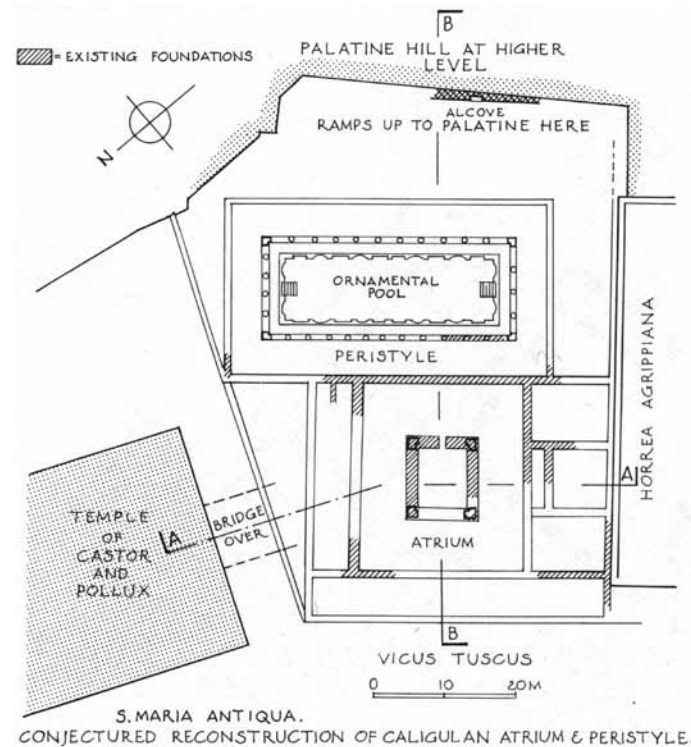 B
PALATINE HILL AT HIGHER
LEVEL
= EXISTING FOUNDATIONS
ALCOVE
RAMPS UP TO PALATINE HERE
N
ORNAMENTAL
POOL
PERISTYLE
HORREA AGRIPPIANA
A
TEMPLE
OF
CASTOR
AND
POLLUX
A
BRIDGE
OVER
ATRIUM
B
VICUS TUSCUS
0 10 20M
S. MARIA ANTIQUA.
CONJECTURED RECONSTRUCTION OF CALIGULAN ATRIUM & PERISTYLE